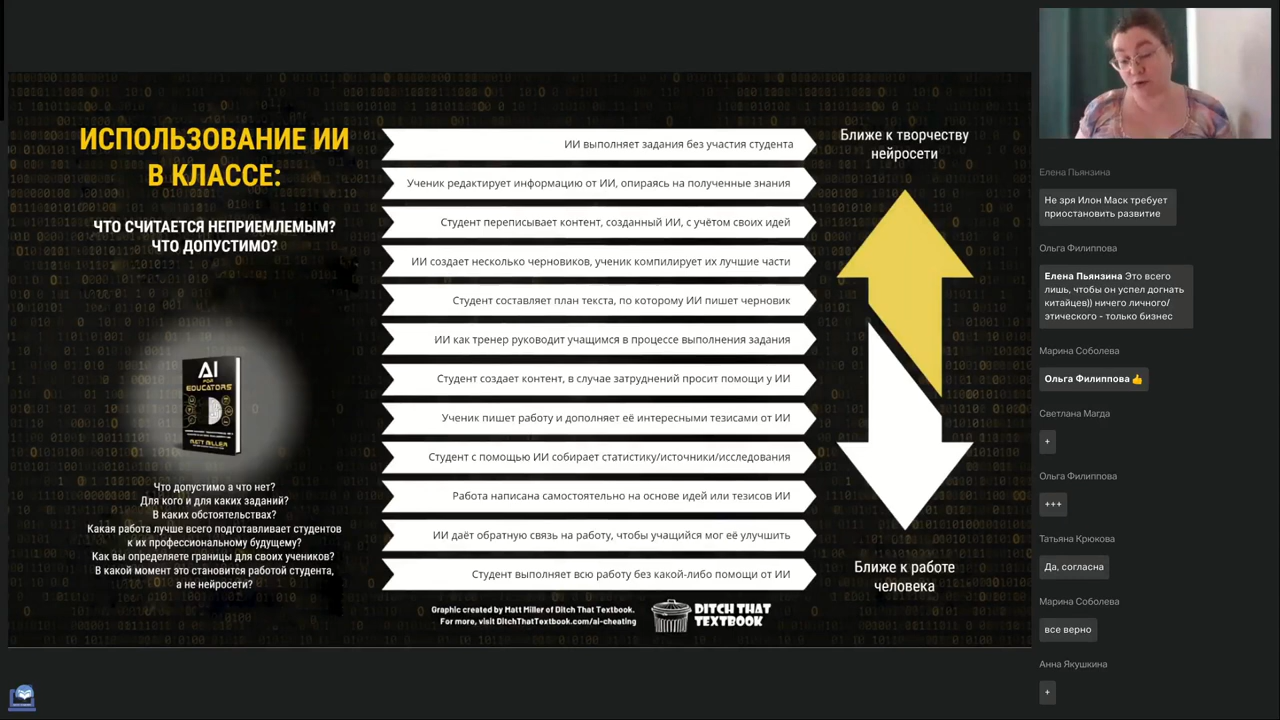 ИСПОЛЬЗОВАНИЕ ИИ
В КЛАССЕ:
ЧТО СЧИТАЕТСЯ НЕПРИЕМЛЕМЫМ?
ЧТО ДОПУСТИМО?
AI
FOR
EDUCATORS
MATT MILLER
Что допустимо а что нет?
Для кого и для каких заданий?
В каких обстоятельствах?
Какая работа лучше всего подготавливает студентов
к их профессиональному будущему?
Как вы определяете границы для своих учеников?
В какой момент это становится работой студента,
а не нейросети?
ИИ выполняет задания без участия студента
Ученик редактирует информацию от ИИ, опираясь на полученные знания
Студент переписывает контент, созданный ИИ, с учётом своих идей
ИИ создает несколько черновиков, ученик компилирует их лучшие части
Студент составляет план текста, по которому ИИ пишет черновик
ИИ как тренер руководит учащимся в процессе выполнения задания
Студент создает контент, в случае затруднений просит помощи у ИИ
Ученик пишет работу и дополняет её интересными тезисами от ИИ
Студент с помощью ИИ собирает статистику/источники/исследования
Работа написана самостоятельно на основе идей или тезисов ИИ
ИИ даёт обратную связь на работу, чтобы учащийся мог её улучшить
Студент выполняет всю работу без какой-либо помощи от ИИ
Graphic created by Matt Miller of Ditch That Textbook.
For more, visit DitchThatTextbook.com/ai-cheating
DITCH THAT
TEXTBOOK
Ближе к творчеству
нейросети
Ближе к работе
человека
Елена Пьянзина
Не зря Илон Маск требует
приостановить развитие
Ольга Филиппова
Елена Пьянзина Это всего
лишь, чтобы он успел догнать
китайцев)) ничего личного/
этического - только бизнес
Марина Соболева
Ольга Филиппова👍
Светлана Магда
+
Ольга Филиппова
+++
Татьяна Крюкова
Да, согласна
Марина Соболева
все верно
Анна Якушкина
+